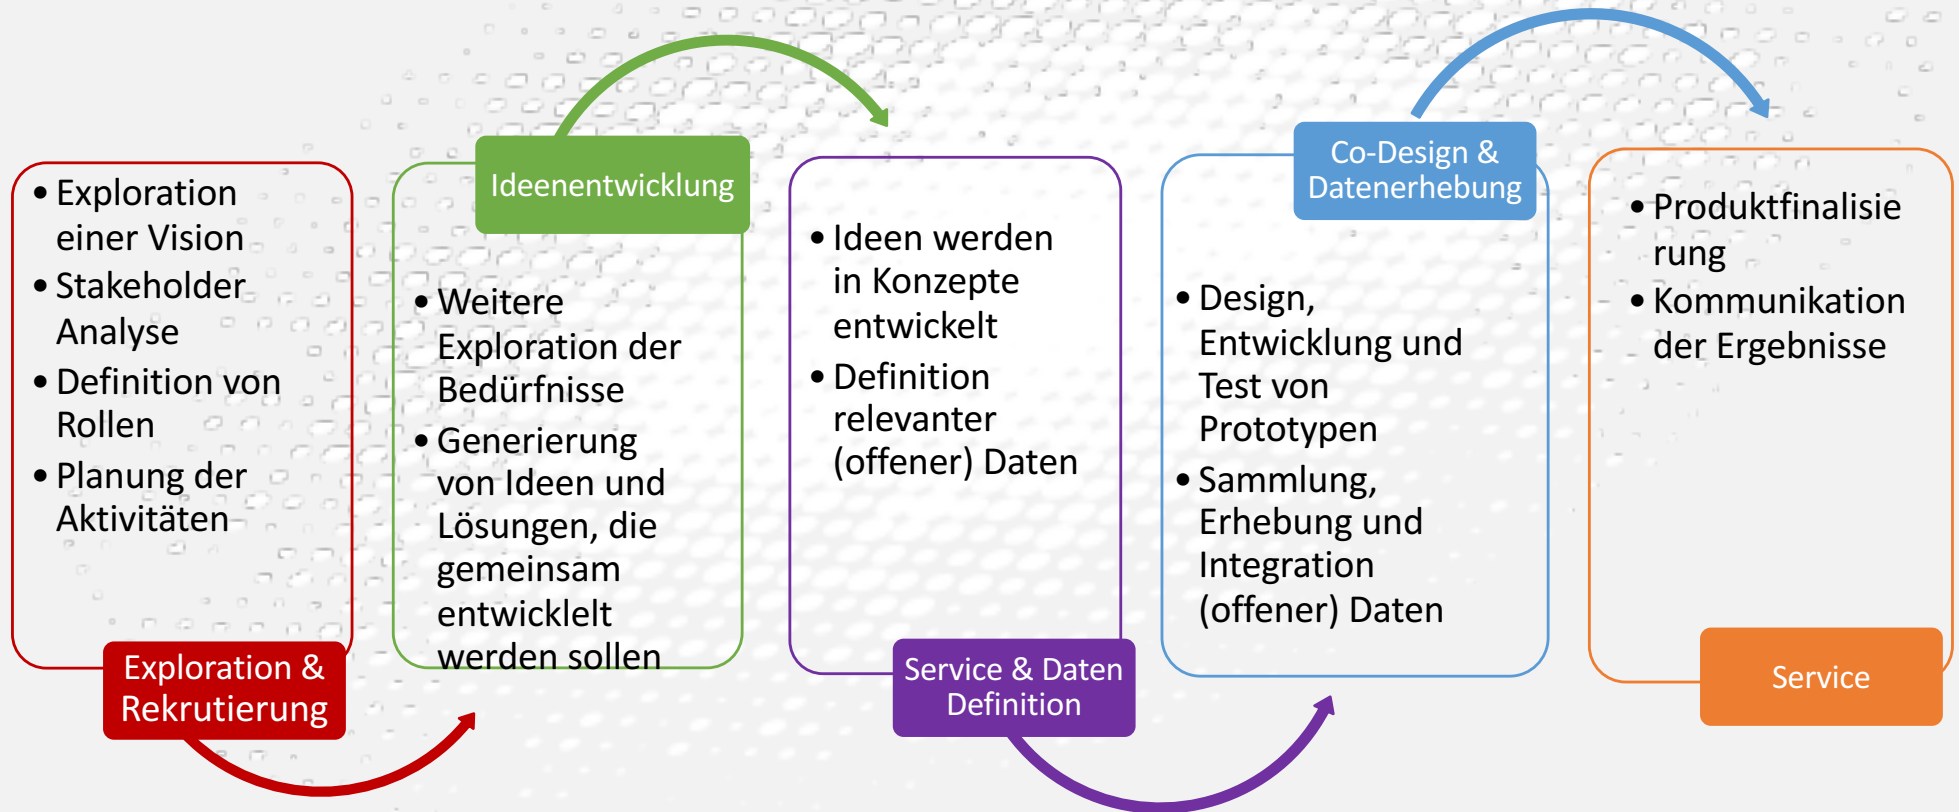 • Exploration
einer Vision
• Stakeholder
Analyse
• Definition von
Rollen
• Planung der
Aktivitäten
Exploration &
Rekrutierung
Ideenentwicklung
• Weitere
Exploration der
Bedürfnisse
• Generierung
von Ideen und
Lösungen, die
gemeinsam
entwicklelt
werden sollen
• Ideen werden
in Konzepte
entwickelt
• Definition
relevanter
(offener) Daten
Service & Daten
Definition
Co-Design &
Datenerhebung
• Design,
Entwicklung und
Test von
Prototypen
• Sammlung,
Erhebung und
Integration
(offener) Daten
• Produktfinalisie
rung
• Kommunikation
der Ergebnisse
Service